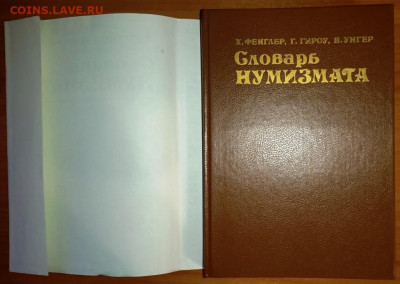 COINS.LAVE.RU
Х. ФЕНГЛЕР, Г. ГИРОУ, В. УНГЕР
Словарь
НУМИЗМАТА